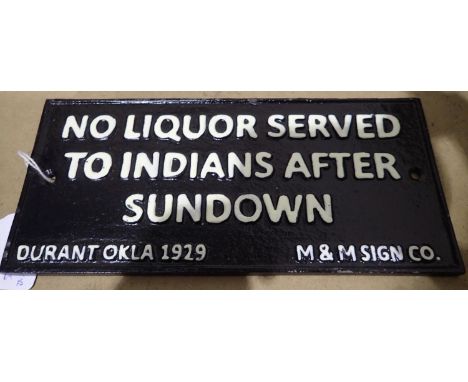 NO LIQUOR SERVED
TO INDIANS AFTER
SUNDOWN
DURANT OKLA 1929 M & M SIGN CO.